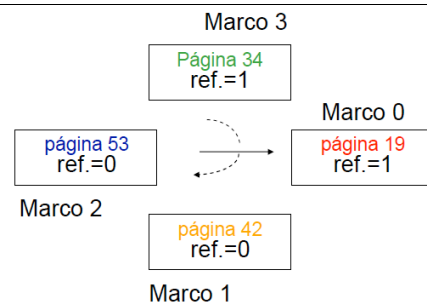 Marco 3
Página 34
ref.=1
Marco 0
página 53
ref.=0
página 19
ref.=1
Marco 2
página 42
ref.=0
Marco 1